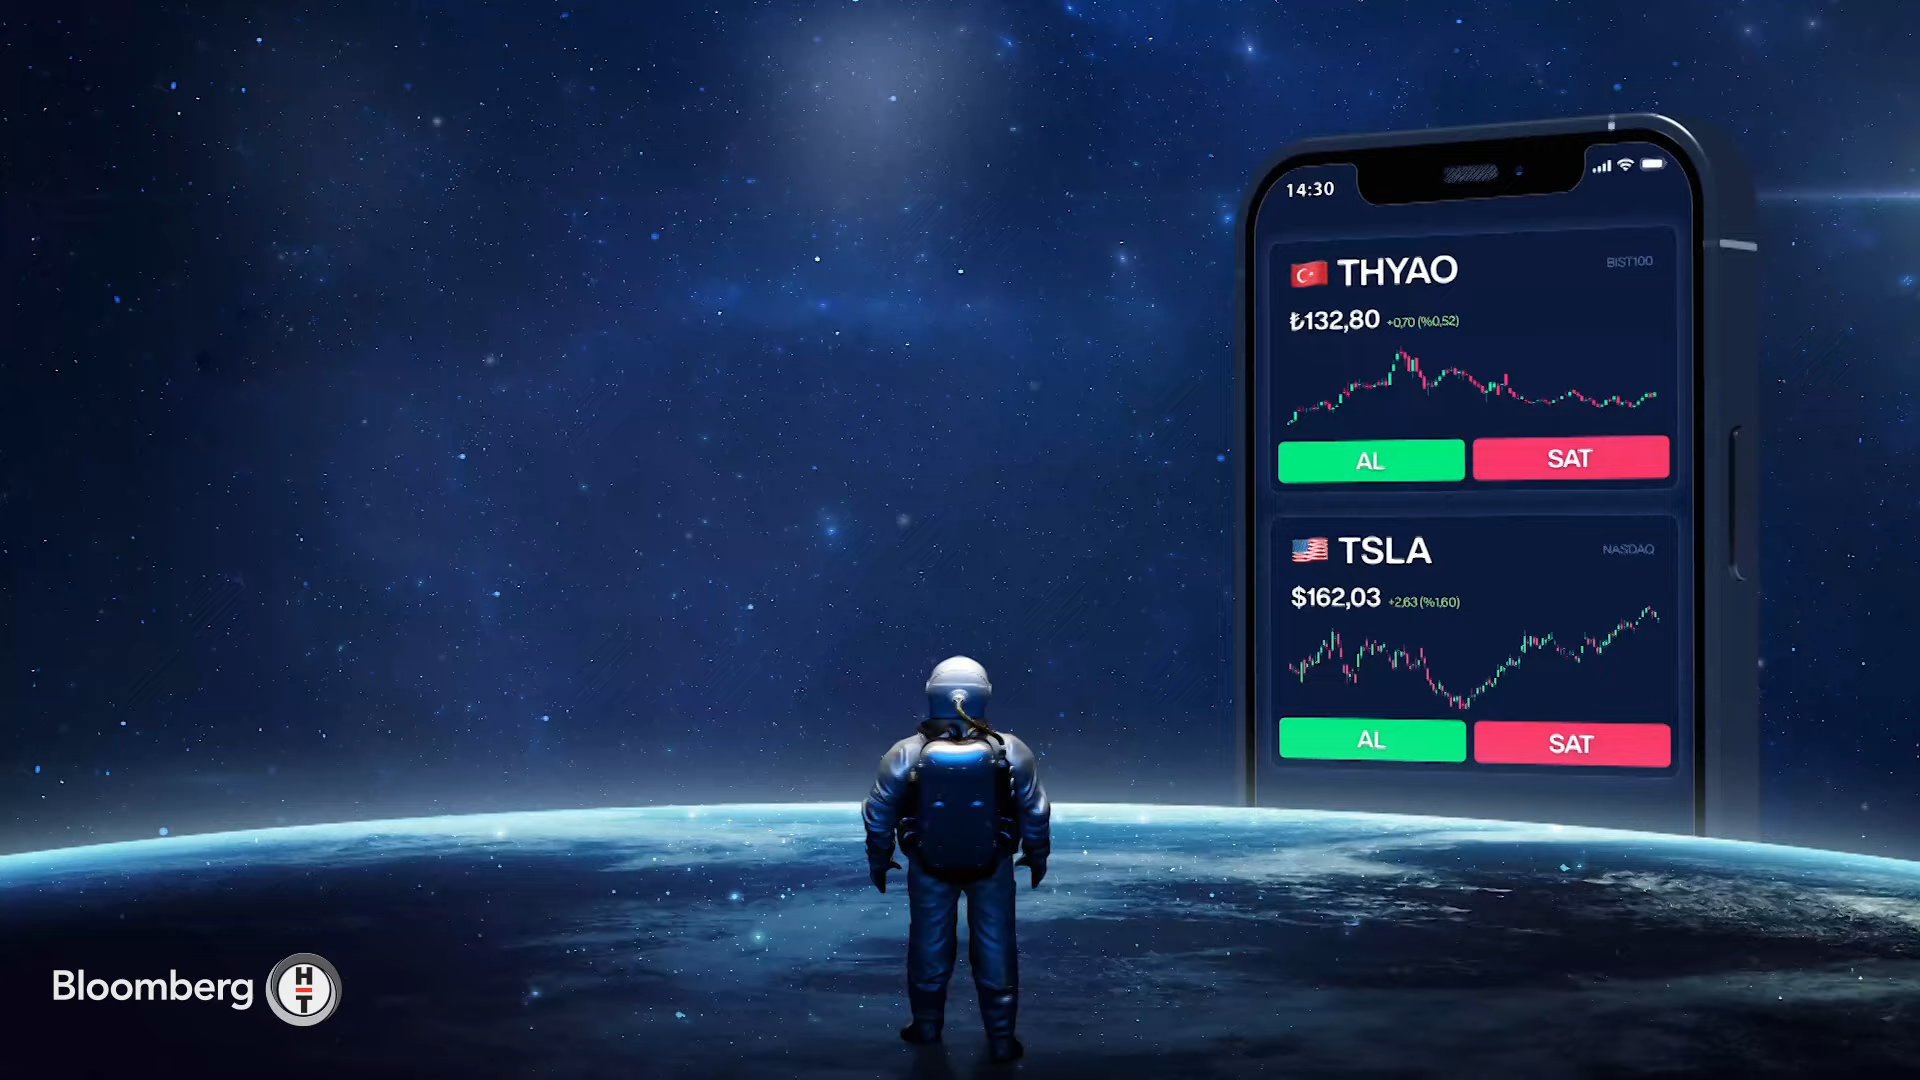 14:30
THYAO
BIST100
₺132,80 +0,70 (%0,52)
AL
SAT
TSLA
NASDAQ
$162,03 +2,63 (%1,60)
AL
SAT
Bloomberg HT